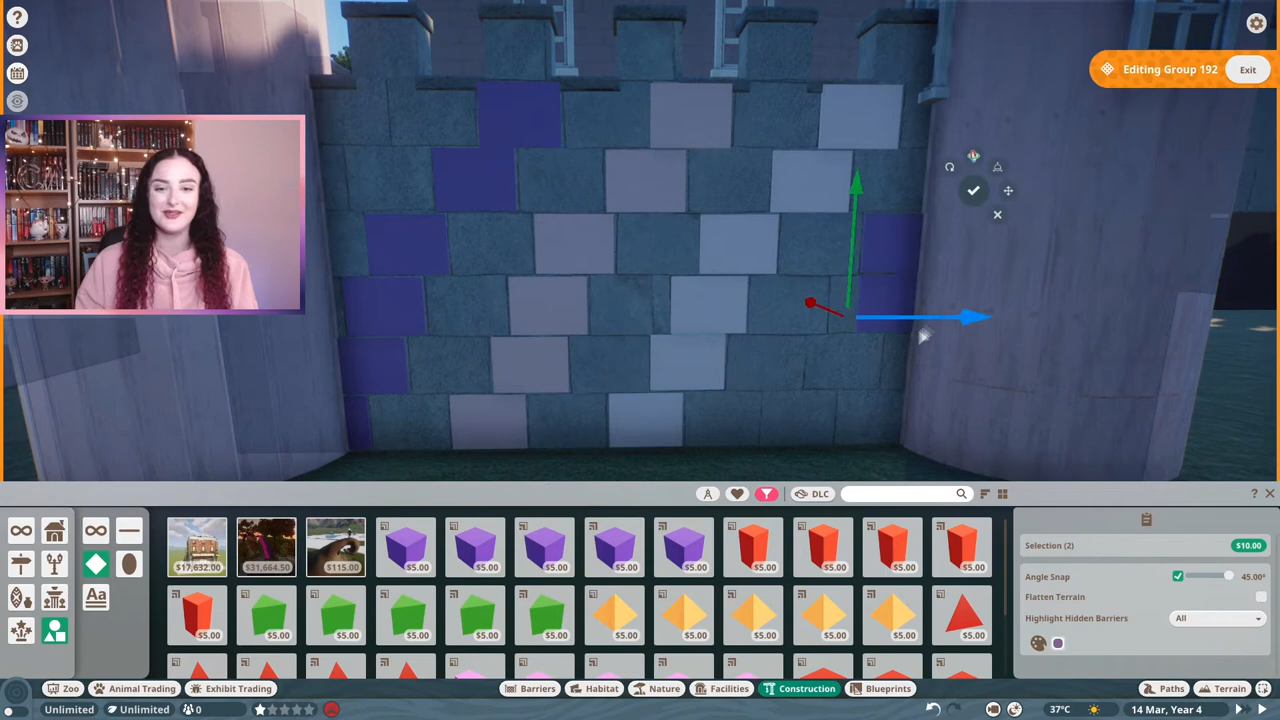 ?
Editing Group 192
Exit
DLC
?
$17,632.00 $31,664.50 $115.00 $5.00 $5.00 $5.00 $5.00 $5.00 $5.00 $5.00 $5.00 $5.00
$5.00 $5.00 $5.00 $5.00 $5.00 $5.00 $5.00 $5.00 $5.00 $5.00 $5.00 $5.00
Aa
Selection (2) $10.00
Angle Snap 45.00°
Flatten Terrain
Highlight Hidden Barriers All
Zoo Animal Trading Exhibit Trading Barriers Habitat Nature Facilities Construction Blueprints Paths Terrain
Unlimited Unlimited 0 37°C 14 Mar, Year 4